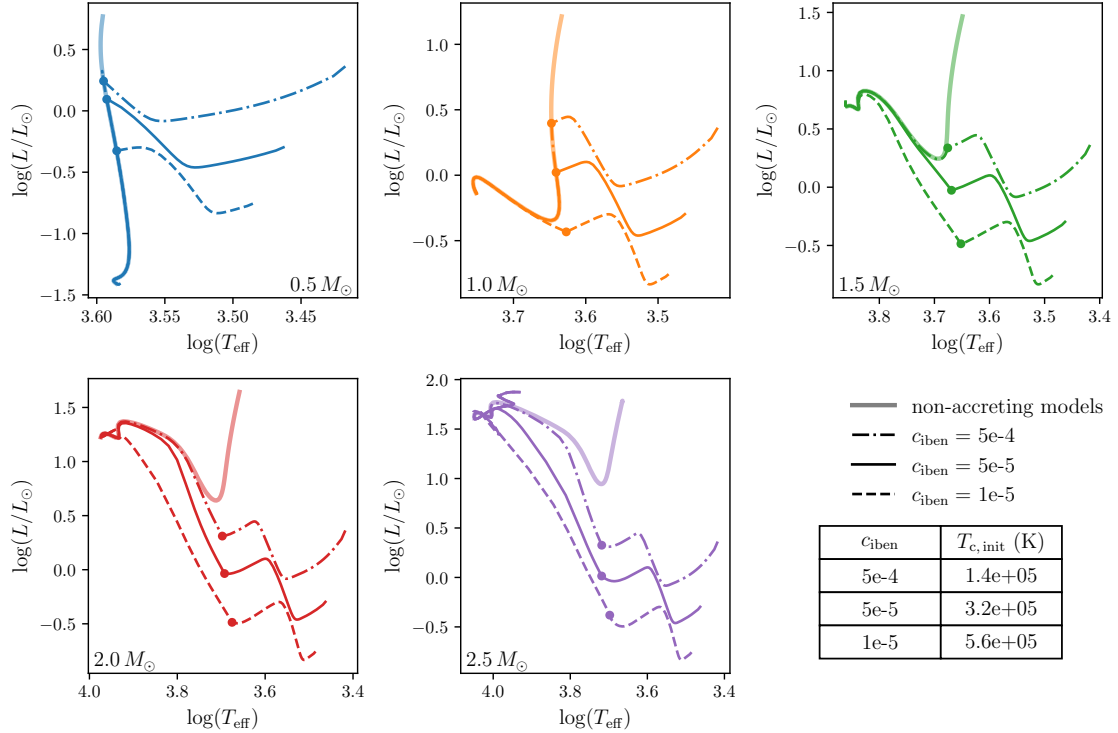 0.5
0.0
−0.5
−1.0
−1.5
log(L/L☉)
3.60 3.55 3.50 3.45
log(Teff)
0.5 M☉
1.0
0.5
0.0
−0.5
log(L/L☉)
3.7 3.6 3.5
log(Teff)
1.0 M☉
1.5
1.0
0.5
0.0
−0.5
log(L/L☉)
3.8 3.7 3.6 3.5 3.4
log(Teff)
1.5 M☉
1.5
1.0
0.5
0.0
−0.5
log(L/L☉)
4.0 3.8 3.6 3.4
log(Teff)
2.0 M☉
2.0
1.5
1.0
0.5
0.0
−0.5
log(L/L☉)
4.0 3.8 3.6 3.4
log(Teff)
2.5 M☉
non-accreting models
ciben = 5e-4
ciben = 5e-5
ciben = 1e-5
ciben Tc, init (K)
5e-4 1.4e+05
5e-5 3.2e+05
1e-5 5.6e+05